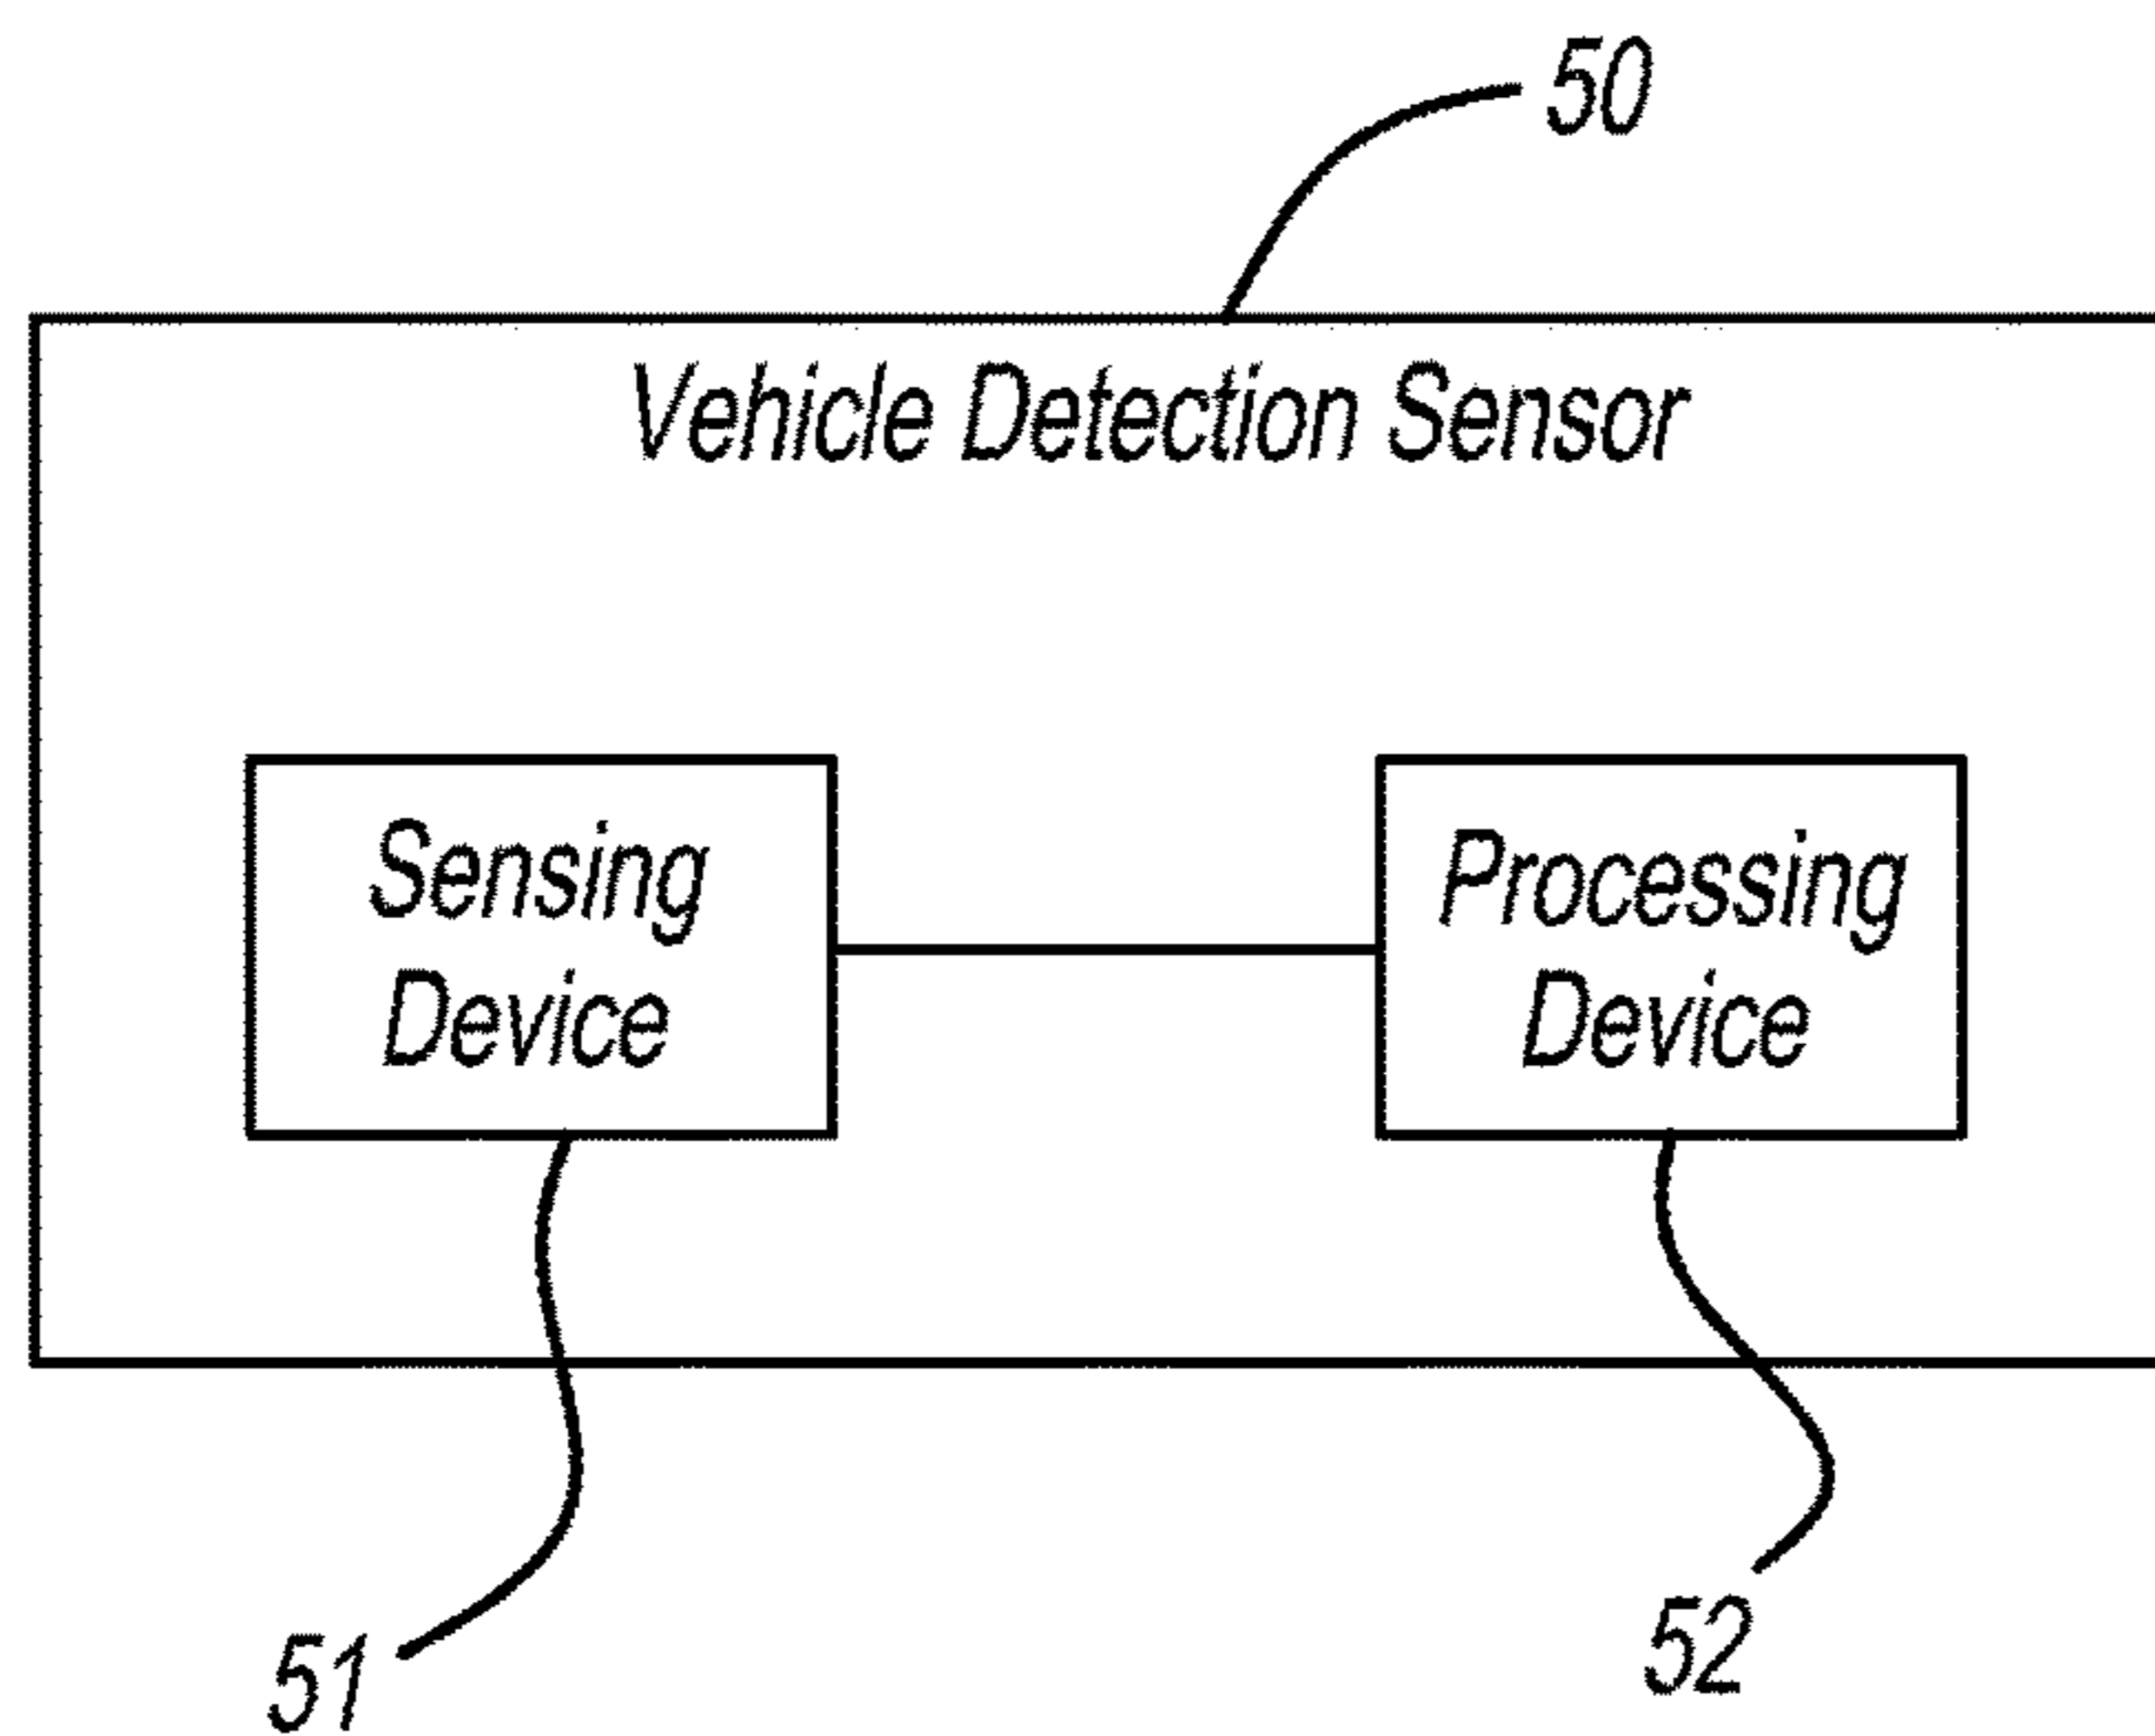 50
Vehicle Detection Sensor
Sensing
Device
Processing
Device
51
52